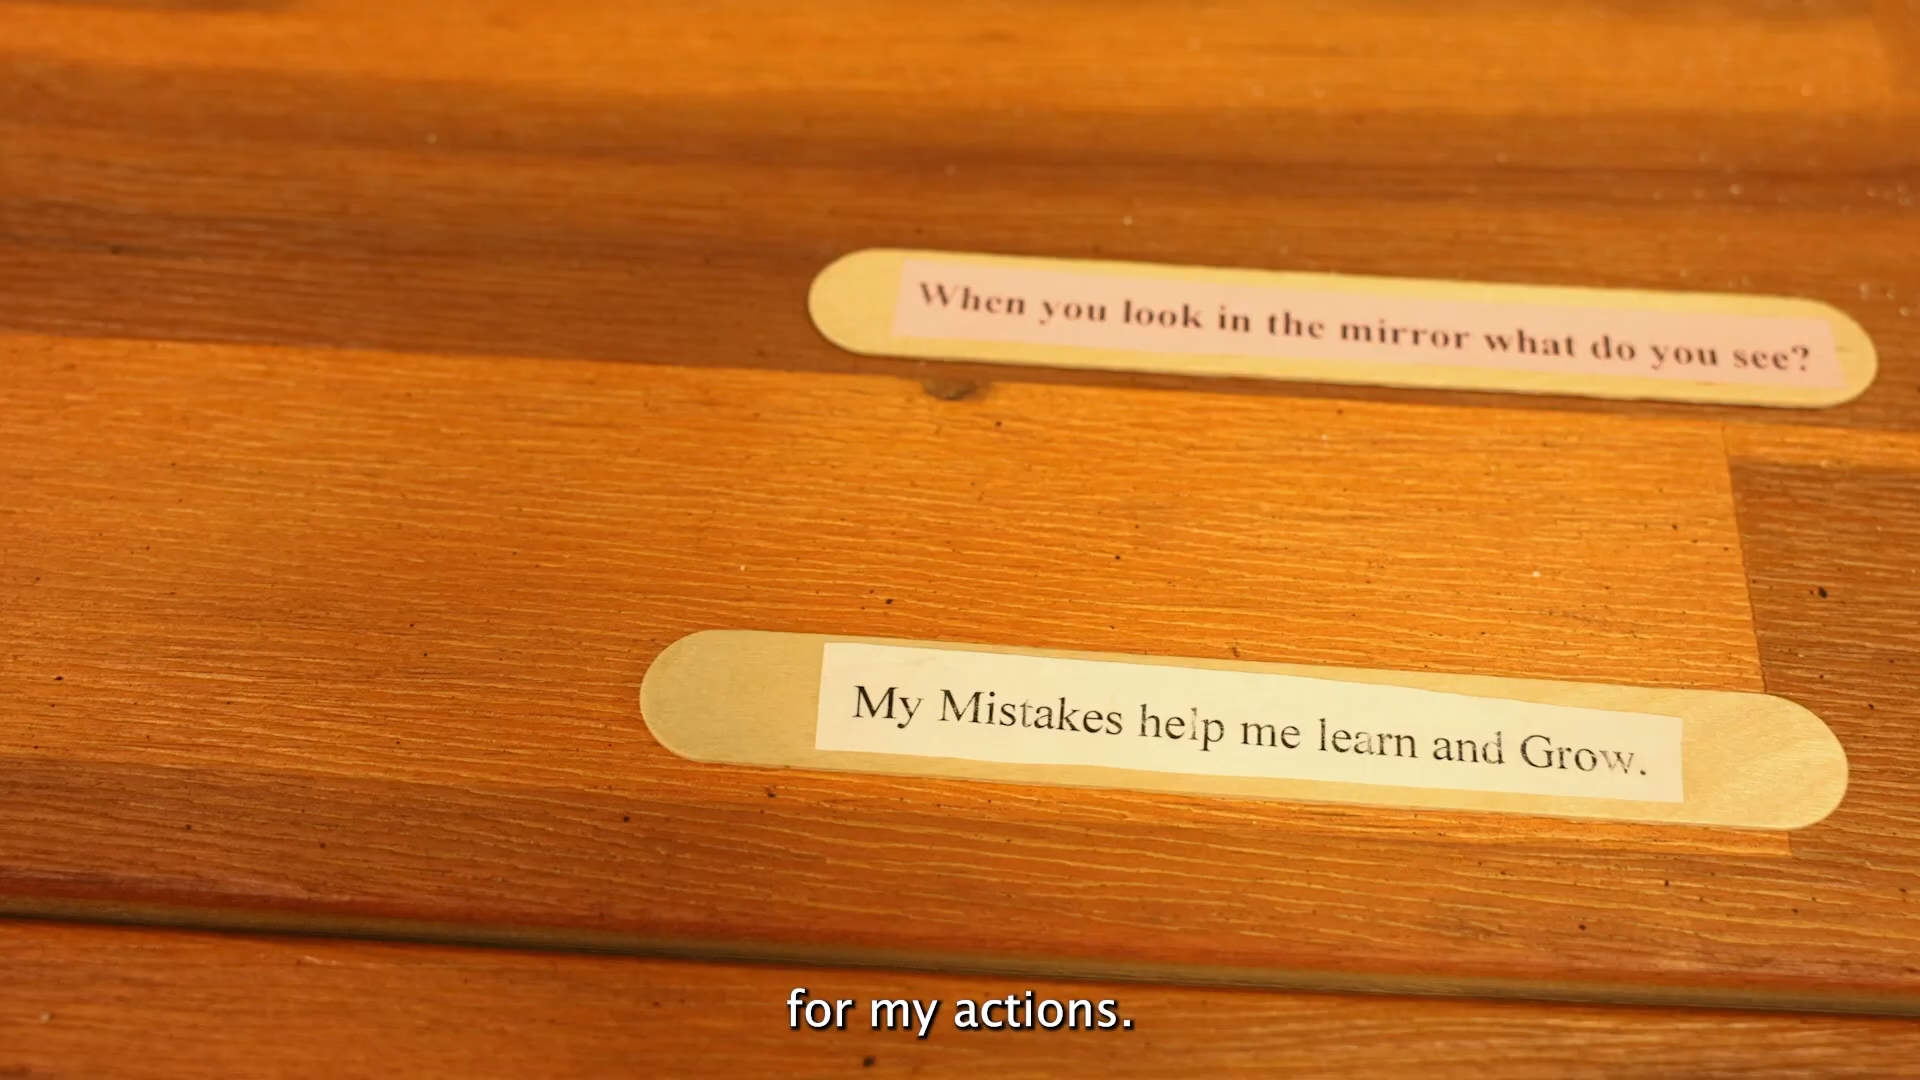 When you look in the mirror what do you see?
My Mistakes help me learn and Grow.
for my actions.